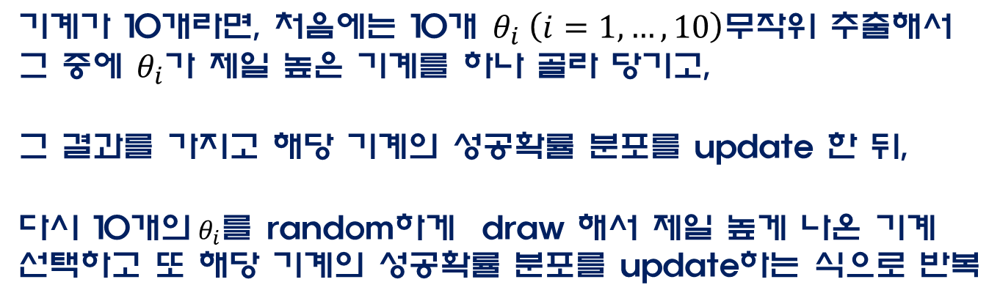 기계가 10개라면, 처음에는 10개 θᵢ (i = 1, … , 10)무작위 추출해서
그 중에 θᵢ가 제일 높은 기계를 하나 골라 당기고,
그 결과를 가지고 해당 기계의 성공확률 분포를 update 한 뒤,
다시 10개의 θᵢ를 random하게 draw 해서 제일 높게 나온 기계
선택하고 또 해당 기계의 성공확률 분포를 update하는 식으로 반복